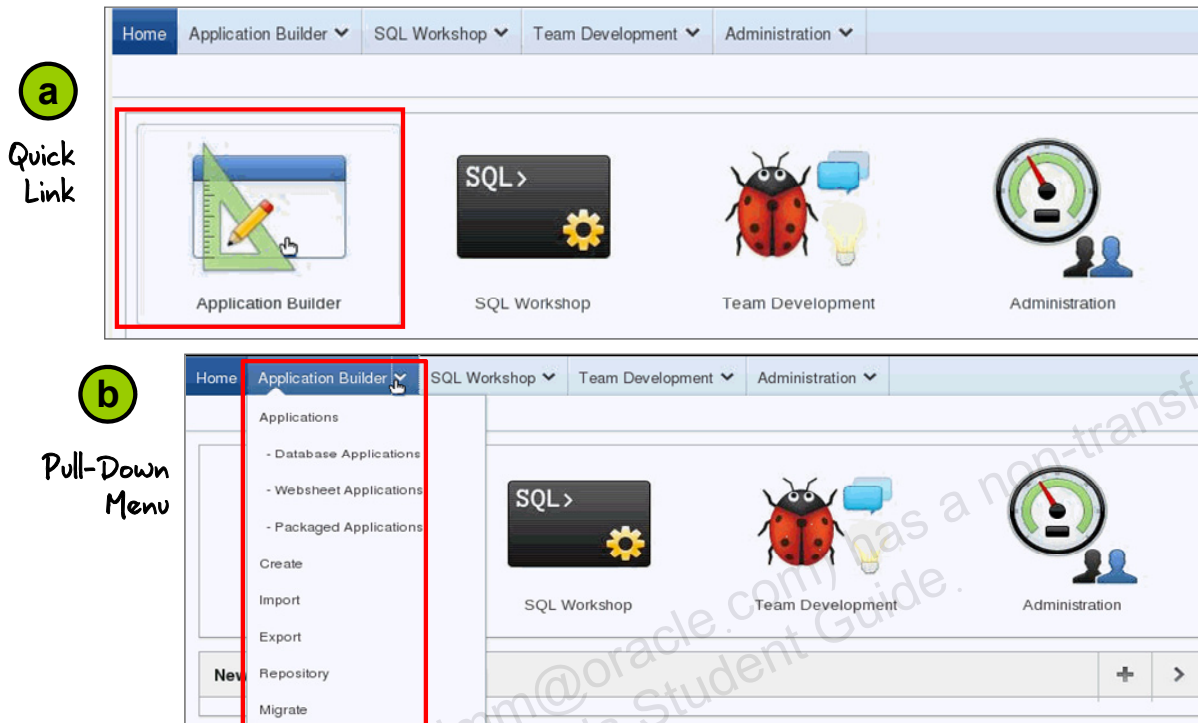 Home Application Builder SQL Workshop Team Development Administration
a
Quick
Link
SQL>
Application Builder SQL Workshop Team Development Administration
b
Pull-Down
Menu
Home Application Builder SQL Workshop Team Development Administration
Applications
- Database Applications
- Websheet Applications
- Packaged Applications
Create
Import
Export
Repository
Migrate
SQL>
SQL Workshop Team Development Administration
New
@oracle.com) has a non-transf
Student Guide.